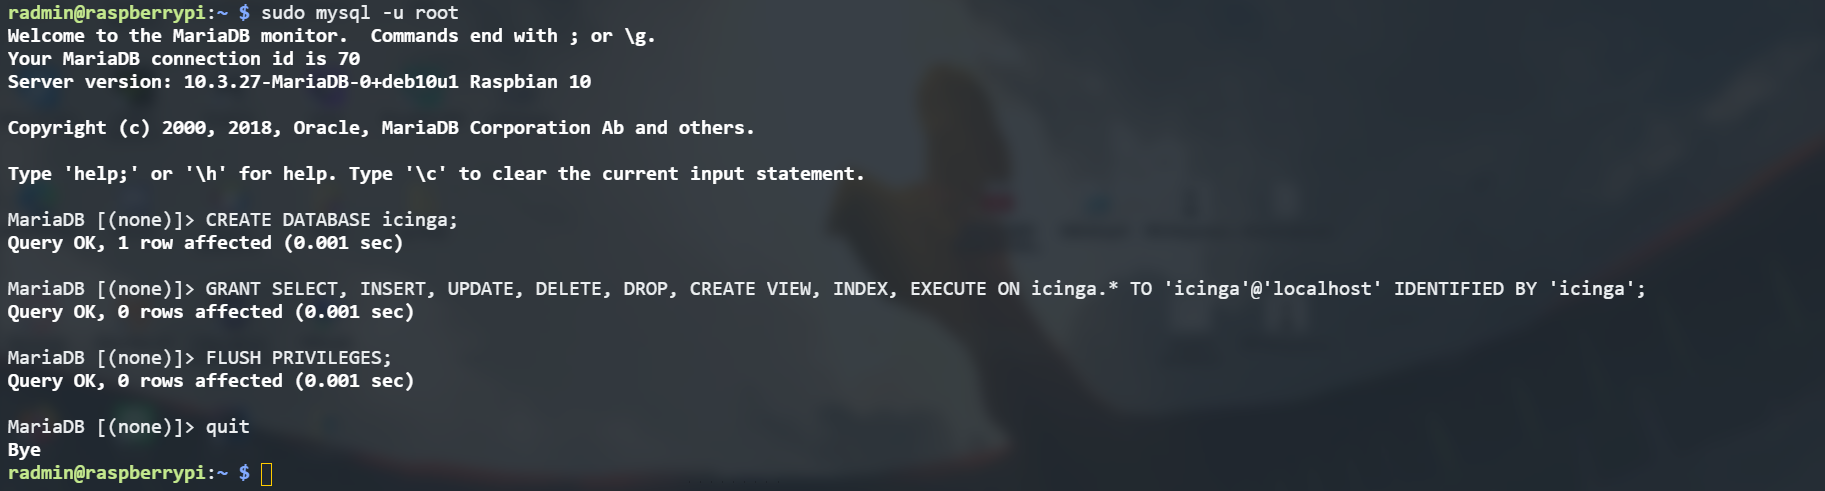 radmin@raspberrypi:~ $ sudo mysql -u root
Welcome to the MariaDB monitor.  Commands end with ; or \g.
Your MariaDB connection id is 70
Server version: 10.3.27-MariaDB-0+deb10u1 Raspbian 10
Copyright (c) 2000, 2018, Oracle, MariaDB Corporation Ab and others.
Type 'help;' or '\h' for help. Type '\c' to clear the current input statement.
MariaDB [(none)]> CREATE DATABASE icinga;
Query OK, 1 row affected (0.001 sec)
MariaDB [(none)]> GRANT SELECT, INSERT, UPDATE, DELETE, DROP, CREATE VIEW, INDEX, EXECUTE ON icinga.* TO 'icinga'@'localhost' IDENTIFIED BY 'icinga';
Query OK, 0 rows affected (0.001 sec)
MariaDB [(none)]> FLUSH PRIVILEGES;
Query OK, 0 rows affected (0.001 sec)
MariaDB [(none)]> quit
Bye
radmin@raspberrypi:~ $